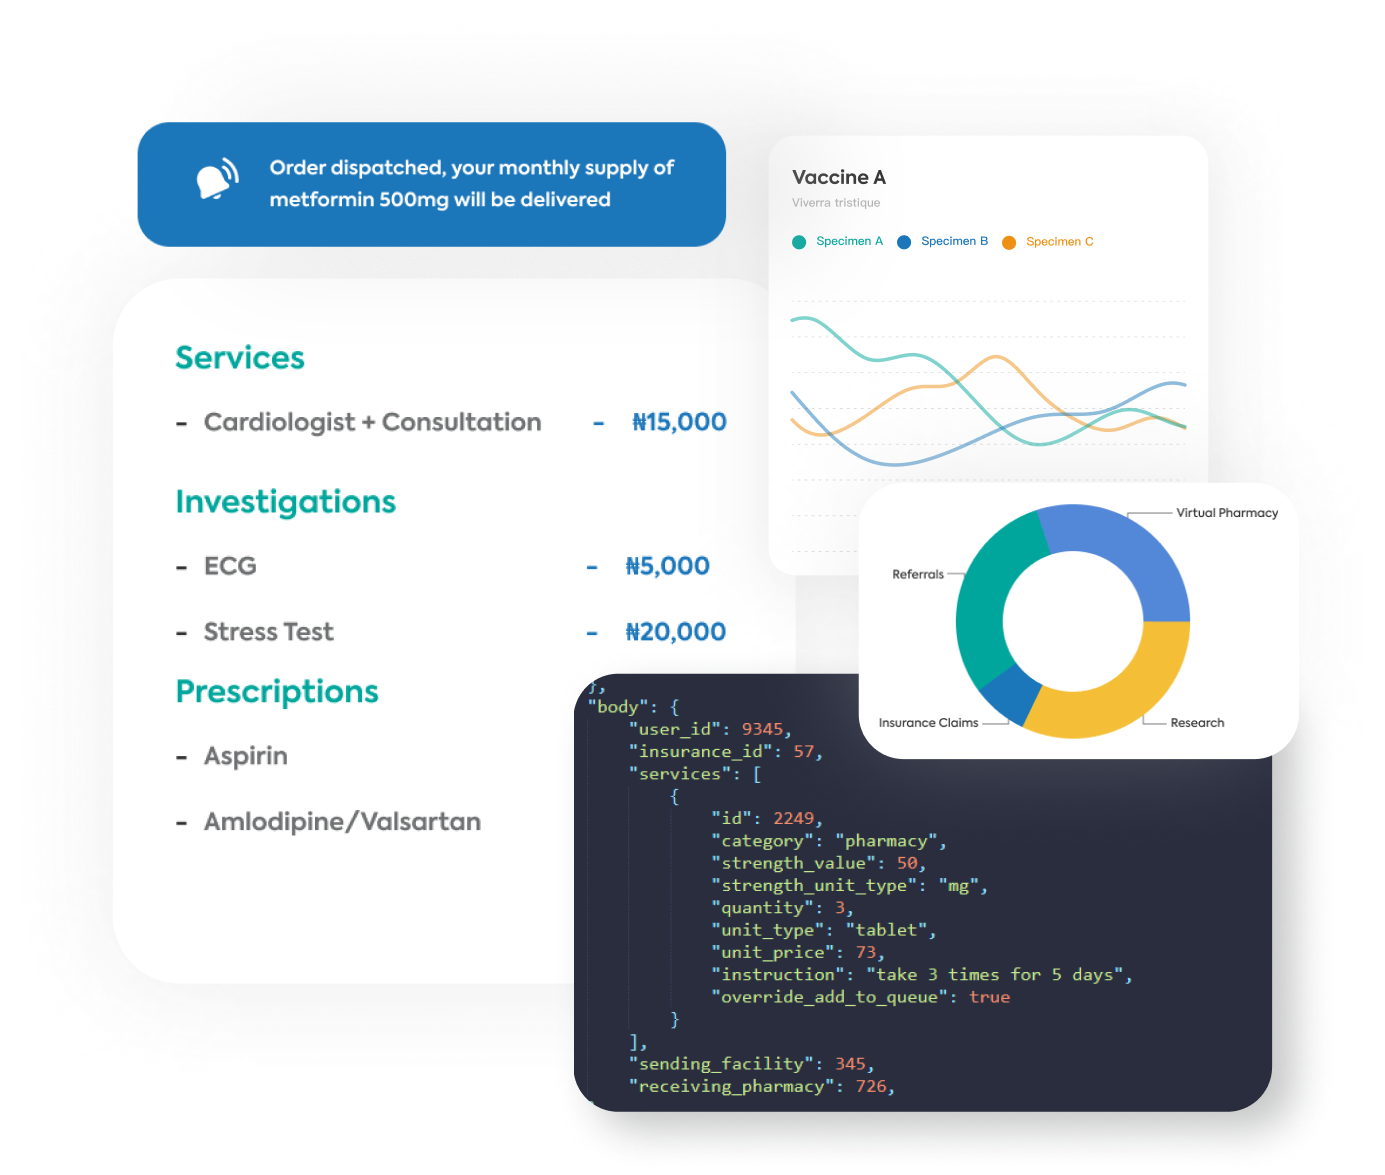 Order dispatched, your monthly supply of
metformin 500mg will be delivered
Services
- Cardiologist + Consultation - ₦15,000
Investigations
- ECG - ₦5,000
- Stress Test - ₦20,000
Prescriptions
- Aspirin
- Amlodipine/Valsartan
Vaccine A
Viverra tristique
Specimen A Specimen B Specimen C
Virtual Pharmacy
Referrals
Insurance Claims
Research
},
"body": {
"user_id": 9345,
"insurance_id": 57,
"services": [
{
"id": 2249,
"category": "pharmacy",
"strength_value": 50,
"strength_unit_type": "mg",
"quantity": 3,
"unit_type": "tablet",
"unit_price": 73,
"instruction": "take 3 times for 5 days",
"override_add_to_queue": true
}
],
"sending_facility": 345,
"receiving_pharmacy": 726,